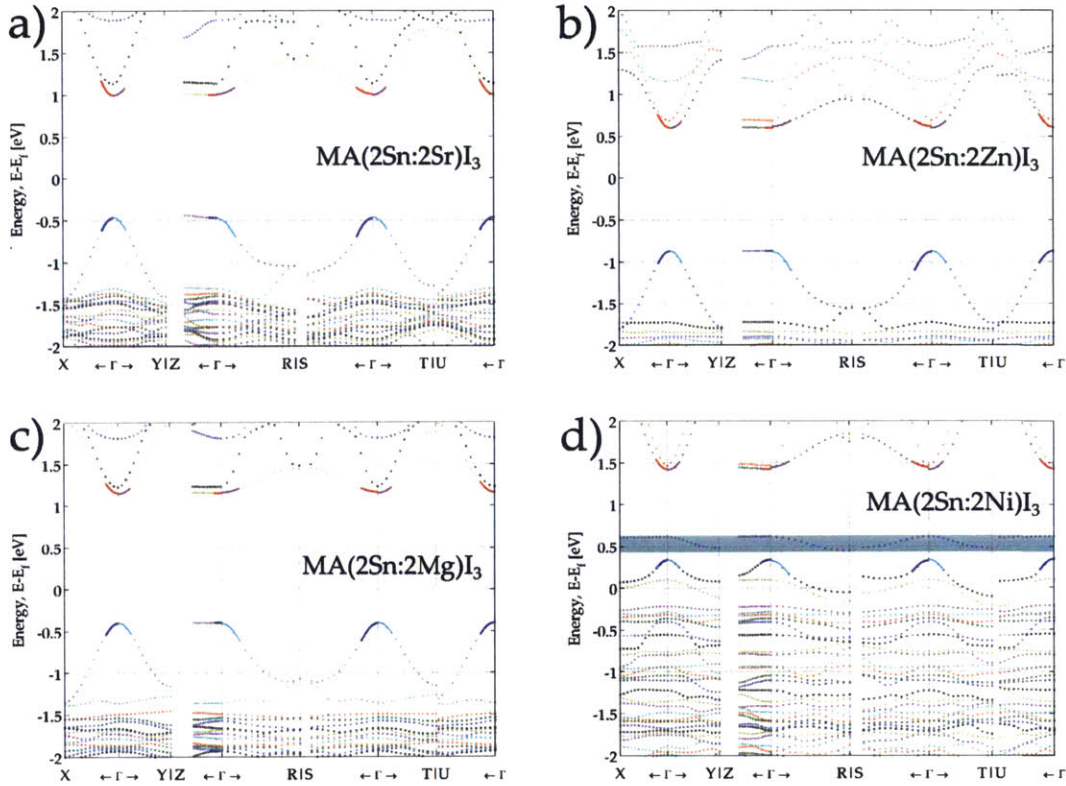 a)
2
1.5
1
0.5
0
-0.5
-1
-1.5
-2
Energy, E-E_f [eV]
MA(2Sn:2Sr)I₃
X ← Γ → Y|Z ← Γ → R|S ← Γ → T|U ← Γ
b)
2
1.5
1
0.5
0
-0.5
-1
-1.5
-2
Energy, E-E_f [eV]
MA(2Sn:2Zn)I₃
X ← Γ → Y|Z ← Γ → R|S ← Γ → T|U ← Γ
c)
2
1.5
1
0.5
0
-0.5
-1
-1.5
-2
Energy, E-E_f [eV]
MA(2Sn:2Mg)I₃
X ← Γ → Y|Z ← Γ → R|S ← Γ → T|U ← Γ
d)
2
1.5
1
0.5
0
-0.5
-1
-1.5
-2
Energy, E-E_f [eV]
MA(2Sn:2Ni)I₃
X ← Γ → Y|Z ← Γ → R|S ← Γ → T|U ← Γ